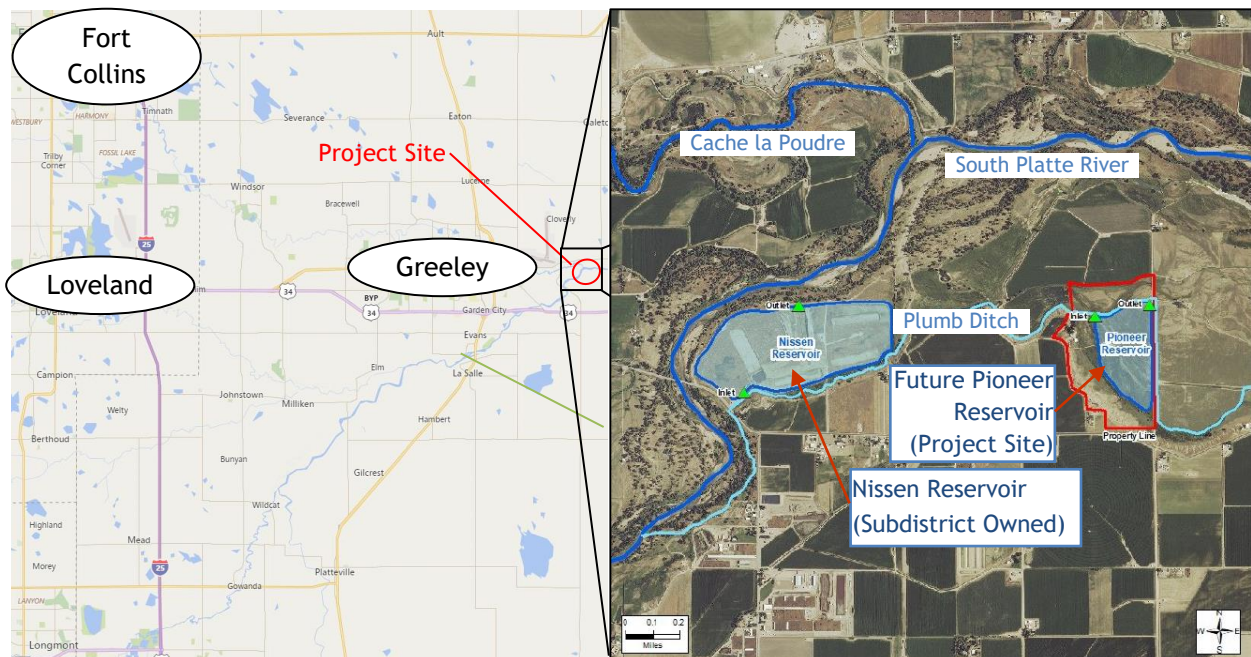 Fort
Collins
Ault
Timnath
HARMONY
Severance
Eaton
FOSSIL LAKE
Trilby
Corner
Project Site
Lucerne
Windsor
Bracewell
Clovelly
25
Greeley
Loveland
34
BYP
34
34
Garden City
Evans
Campion
Elm
La Salle
Johnstown
Milliken
Welty
Hambert
Berthoud
Bunyan
Gilcrest
Wildcat
Highland
Mead
Morey
25
Platteville
Gowanda
LANYON
Longmont
Cache la Poudre
South Platte River
Outlet
Nissen
Reservoir
Inlet
Plumb Ditch
Outlet
Inlet
Pioneer
Reservoir
Future Pioneer
Reservoir
(Project Site)
Property Line
Nissen Reservoir
(Subdistrict Owned)
0 0.1 0.2
Miles
N
W E
S